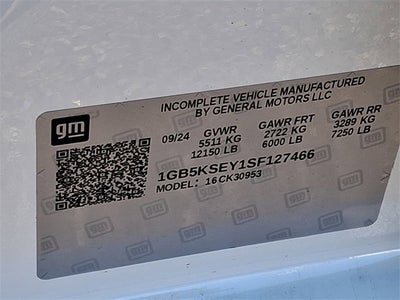 gm
INCOMPLETE VEHICLE MANUFACTURED
BY GENERAL MOTORS LLC
09/24 GVWR GAWR FRT GAWR RR
5511 KG 2722 KG 3289 KG
12150 LB 6000 LB 7250 LB
1GB5KSEY1SF127466
MODEL: 16CK30953